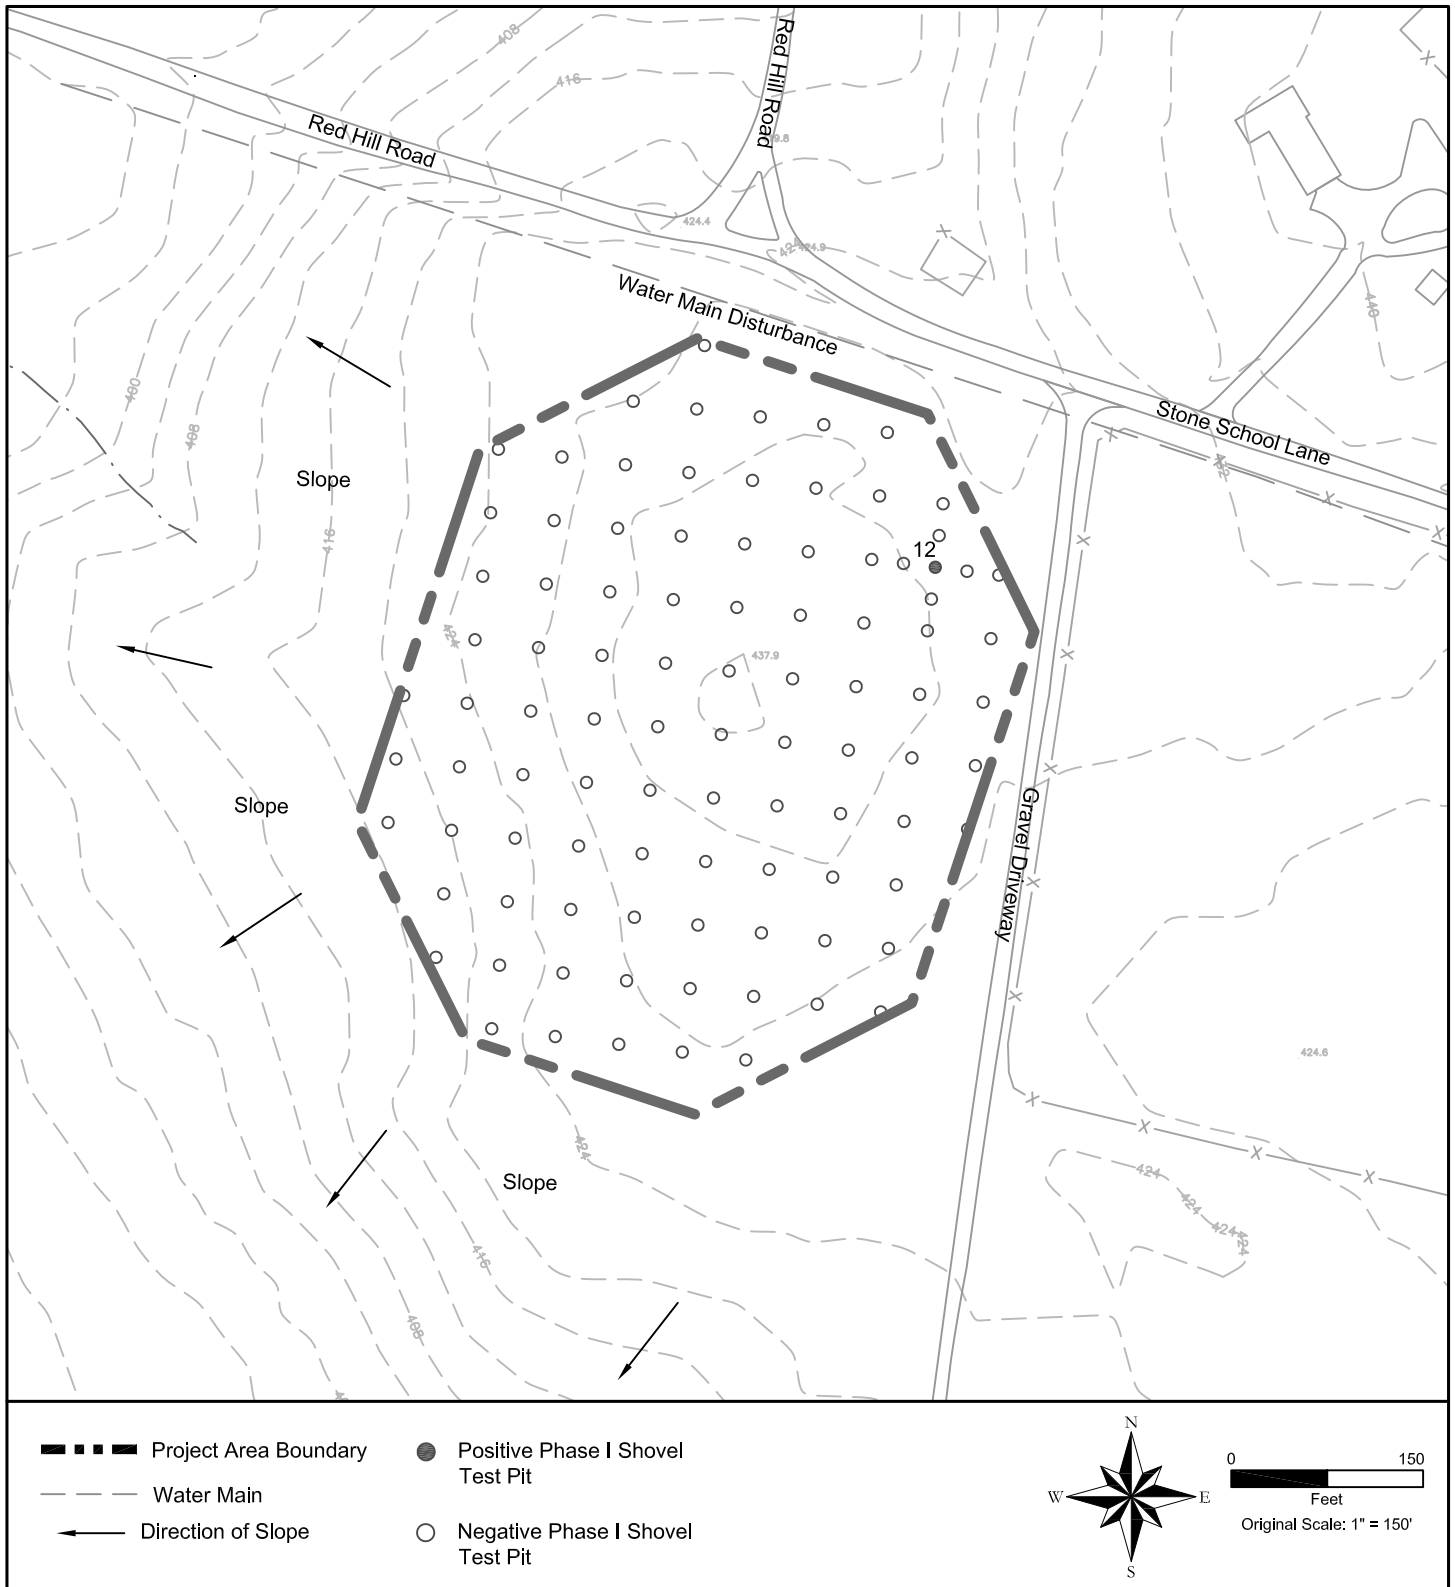 408
416
Red Hill Road
Red Hill Road
424.4
424.9
Water Main Disturbance
440
400
408
Stone School Lane
432
Slope
416
12
424
437.9
Slope
Gravel Driveway
424.6
424
424
424
424
424
Slope
416
408
Project Area Boundary
Water Main
Direction of Slope
Positive Phase I Shovel
Test Pit
Negative Phase I Shovel
Test Pit
N
W
E
S
0
150
Feet
Original Scale: 1" = 150'